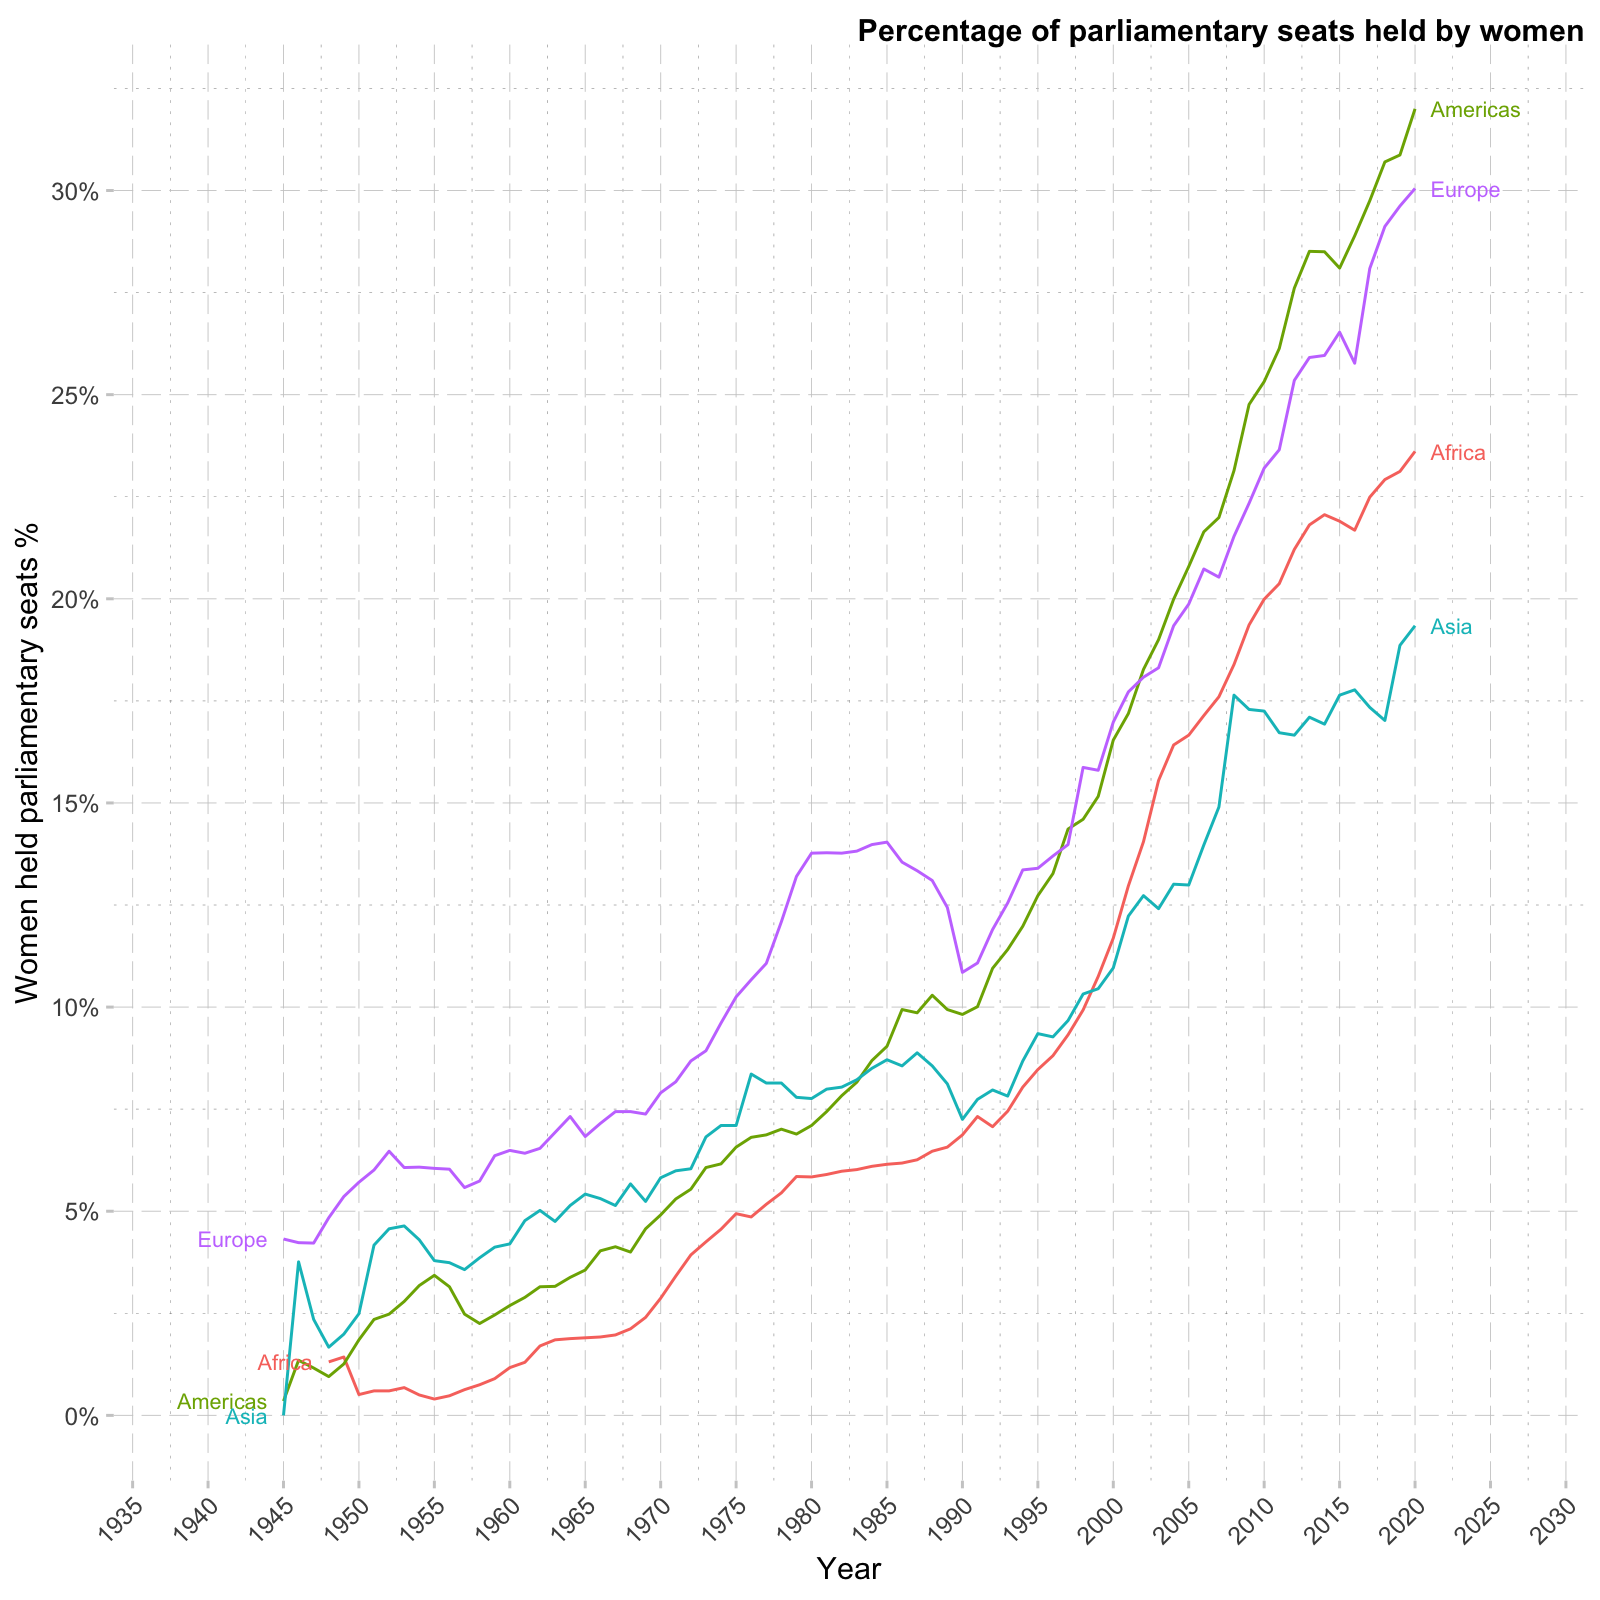 Percentage of parliamentary seats held by women
Women held parliamentary seats %
30%
25%
20%
15%
10%
5%
0%
Americas
Europe
Africa
Asia
Europe
Africa
Americas
Asia
1935
1940
1945
1950
1955
1960
1965
1970
1975
1980
1985
1990
1995
2000
2005
2010
2015
2020
2025
2030
Year